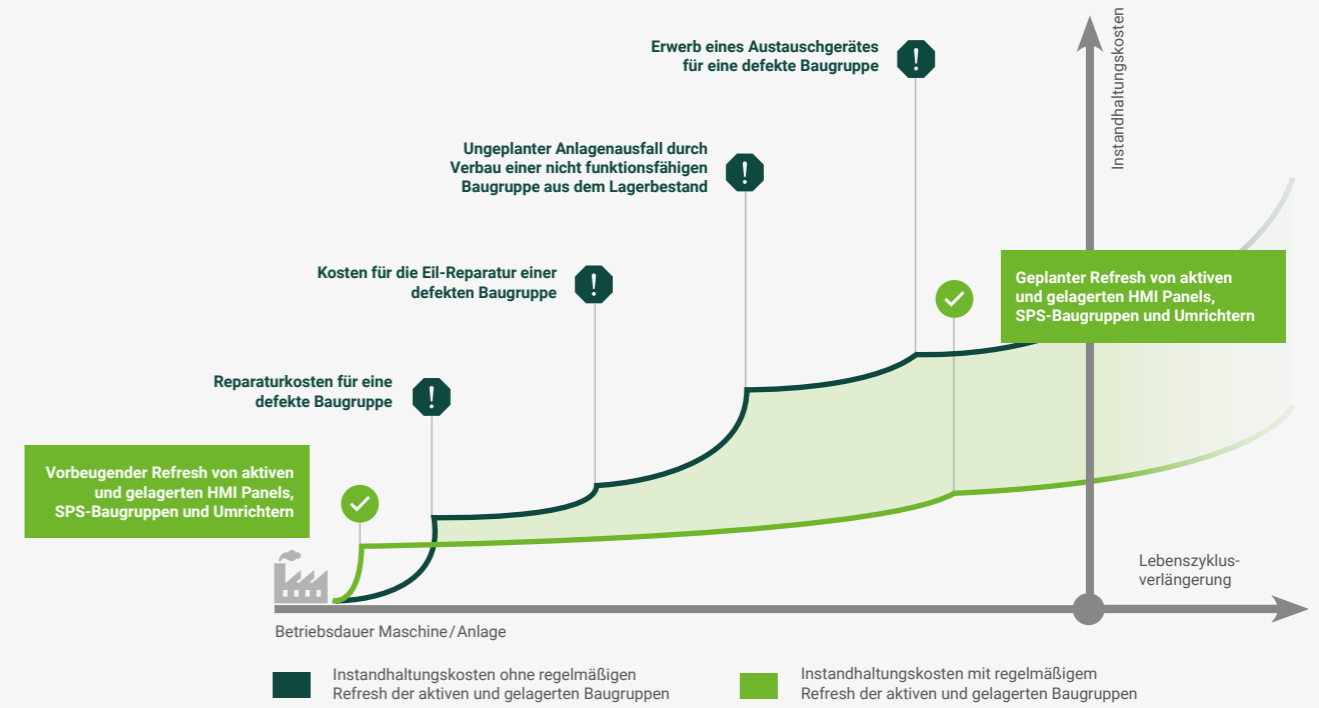 Instandhaltungskosten
Erwerb eines Austauschgerätes
für eine defekte Baugruppe
!
Ungeplanter Anlagenausfall durch
Verbau einer nicht funktionsfähigen
Baugruppe aus dem Lagerbestand
!
Kosten für die Eil-Reparatur einer
defekten Baugruppe
!
Geplanter Refresh von aktiven
und gelagerten HMI Panels,
SPS-Baugruppen und Umrichtern
Reparaturkosten für eine
defekte Baugruppe
!
Vorbeugender Refresh von aktiven
und gelagerten HMI Panels,
SPS-Baugruppen und Umrichtern
Lebenszyklus-
verlängerung
Betriebsdauer Maschine/Anlage
Instandhaltungskosten ohne regelmäßigen
Refresh der aktiven und gelagerten Baugruppen
Instandhaltungskosten mit regelmäßigem
Refresh der aktiven und gelagerten Baugruppen